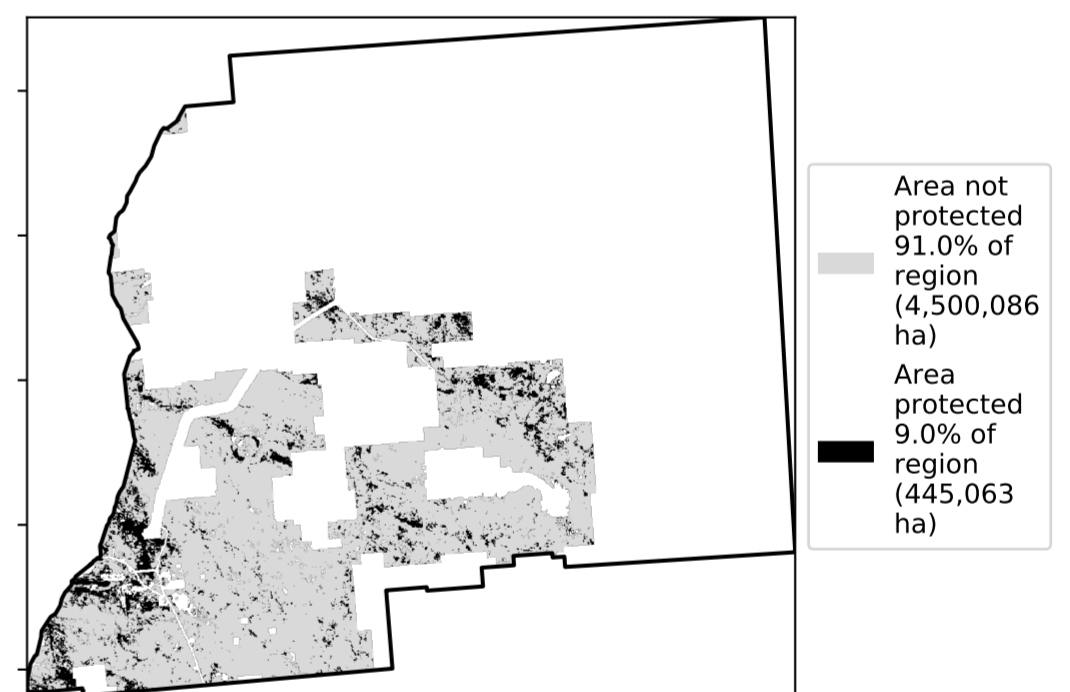 Area not
protected
91.0% of
region
(4,500,086
ha)
Area
protected
9.0% of
region
(445,063
ha)